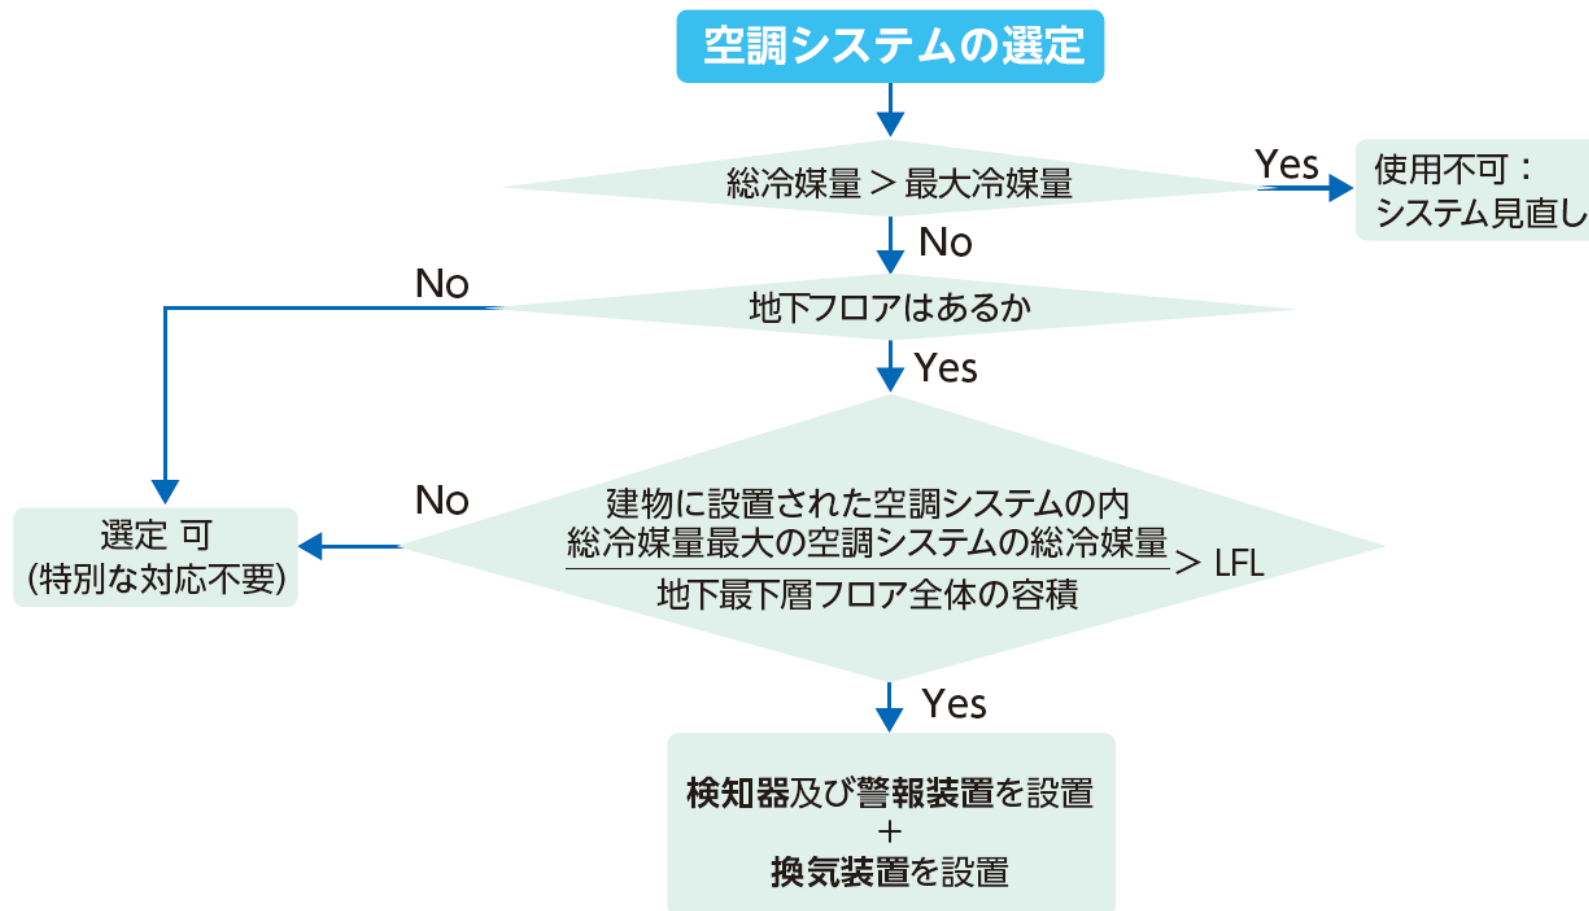 空調システムの選定
総冷媒量 > 最大冷媒量
Yes
使用不可：
システム見直し
No
地下フロアはあるか
No
Yes
建物に設置された空調システムの内
総冷媒量最大の空調システムの総冷媒量
> LFL
地下最下層フロア全体の容積
No
選定 可
(特別な対応不要)
Yes
検知器及び警報装置を設置
+
換気装置を設置